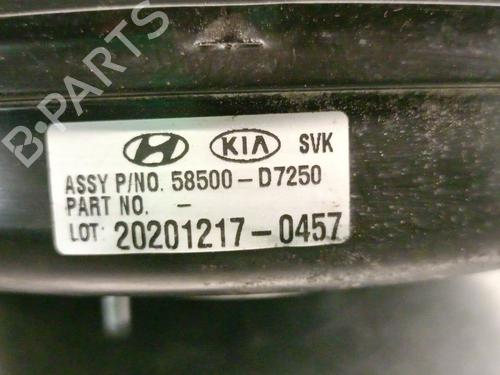 B-PARTS
KIA SVK
ASSY P/NO. 58500-D7250
PART NO. -
LOT: 20201217-0457